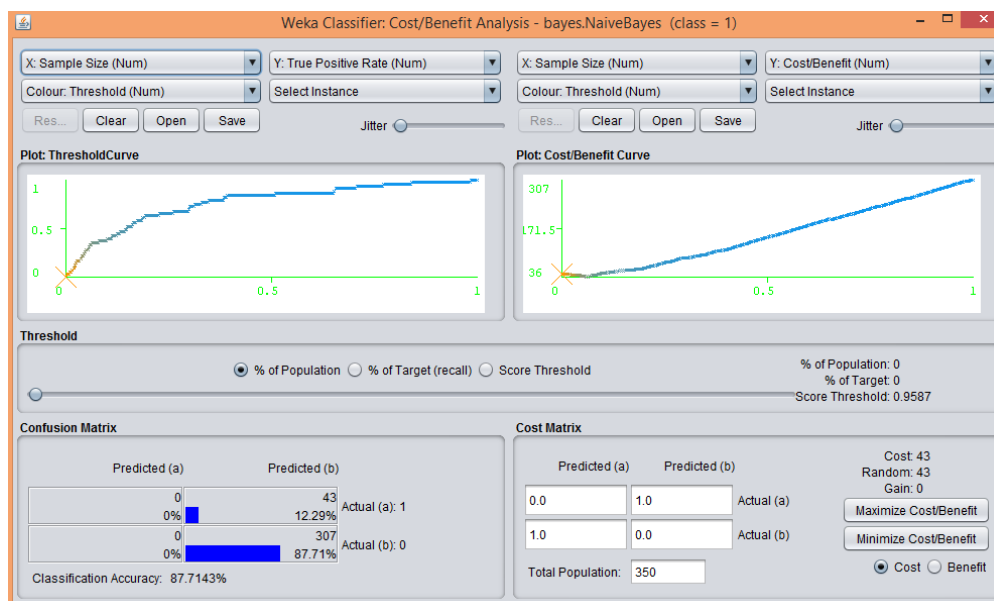 Weka Classifier: Cost/Benefit Analysis - bayes.NaiveBayes (class = 1)
X: Sample Size (Num) Y: True Positive Rate (Num) X: Sample Size (Num) Y: Cost/Benefit (Num)
Colour: Threshold (Num) Select Instance Colour: Threshold (Num) Select Instance
Res... Clear Open Save Jitter Res... Clear Open Save Jitter
Plot: ThresholdCurve Plot: Cost/Benefit Curve
1 307
0.5 171.5
0 36
0 0.5 1 0 0.5 1
Threshold
% of Population % of Target (recall) Score Threshold
% of Population: 0
% of Target: 0
Score Threshold: 0.9587
Confusion Matrix
Predicted (a) Predicted (b)
0 43
0% 12.29%
Actual (a): 1
0 307
0% 87.71%
Actual (b): 0
Classification Accuracy: 87.7143%
Cost Matrix
Predicted (a) Predicted (b)
0.0 1.0 Actual (a)
1.0 0.0 Actual (b)
Total Population: 350
Cost: 43
Random: 43
Gain: 0
Maximize Cost/Benefit
Minimize Cost/Benefit
Cost Benefit